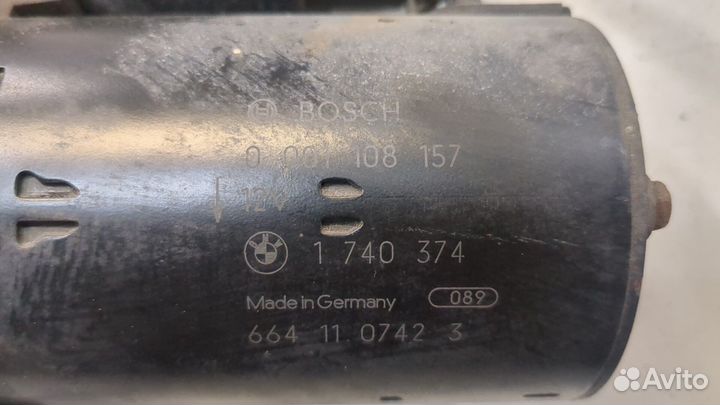 BOSCH
0 001 108 157
12V
1 740 374
Made in Germany 089
664 11 0742 3
Avito